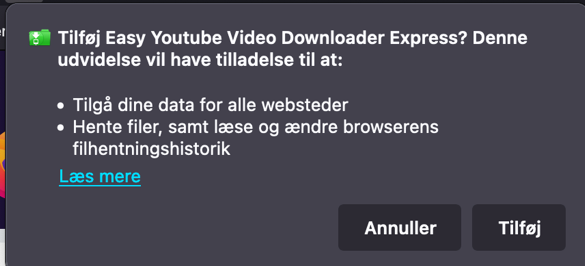 Tilføj Easy Youtube Video Downloader Express? Denne
udvidelse vil have tilladelse til at:
• Tilgå dine data for alle websteder
• Hente filer, samt læse og ændre browserens
filhentningshistorik
Læs mere
Annuller
Tilføj